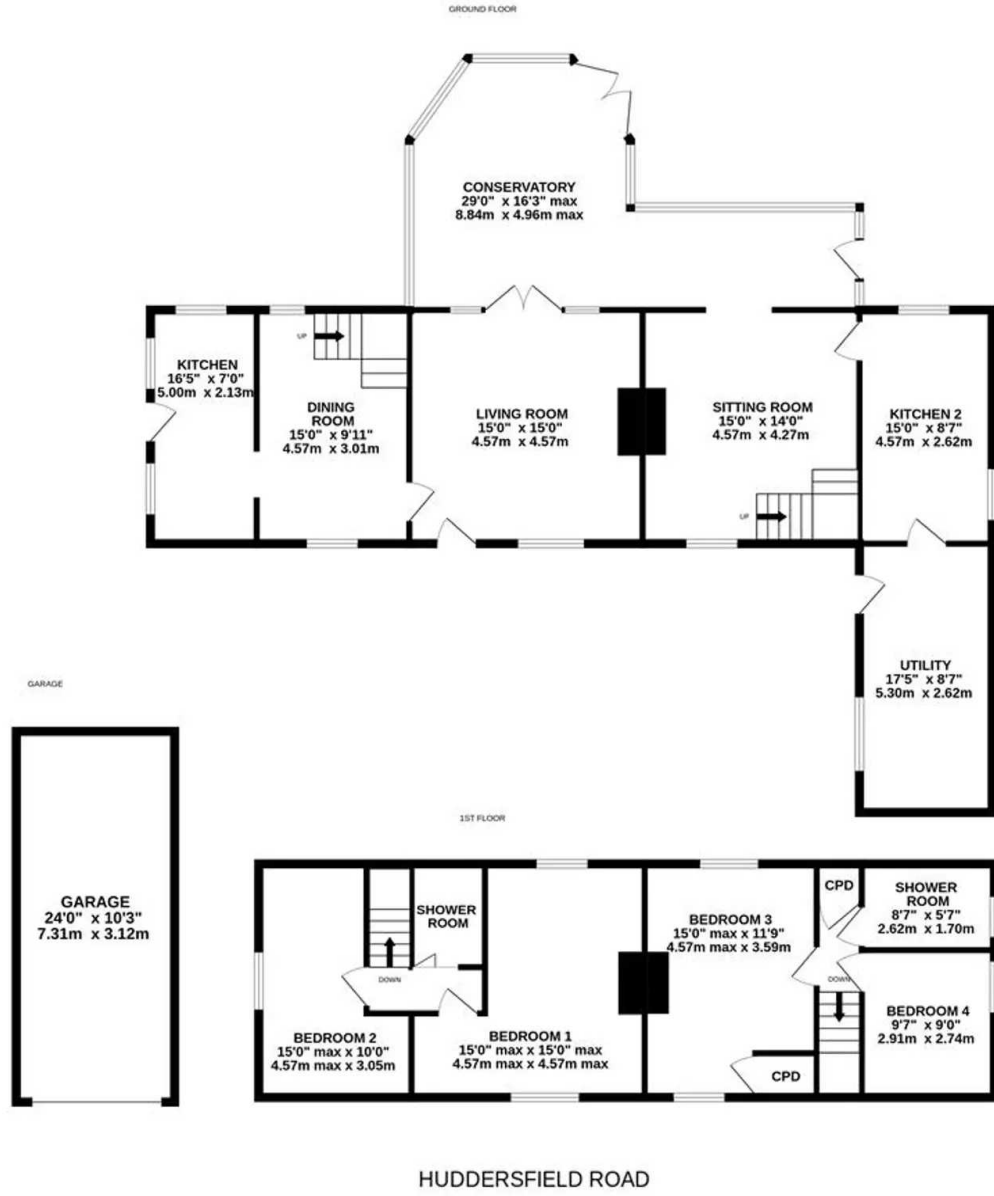 GROUND FLOOR
CONSERVATORY
29'0" x 16'3" max
8.84m x 4.96m max
UP
KITCHEN
16'5" x 7'0"
5.00m x 2.13m
DINING
ROOM
15'0" x 9'11"
4.57m x 3.01m
LIVING ROOM
15'0" x 15'0"
4.57m x 4.57m
SITTING ROOM
15'0" x 14'0"
4.57m x 4.27m
KITCHEN 2
15'0" x 8'7"
4.57m x 2.62m
UP
UTILITY
17'5" x 8'7"
5.30m x 2.62m
GARAGE
GARAGE
24'0" x 10'3"
7.31m x 3.12m
1ST FLOOR
SHOWER
ROOM
DOWN
BEDROOM 2
15'0" max x 10'0"
4.57m max x 3.05m
BEDROOM 1
15'0" max x 15'0" max
4.57m max x 4.57m max
BEDROOM 3
15'0" max x 11'9"
4.57m max x 3.59m
CPD
SHOWER
ROOM
8'7" x 5'7"
2.62m x 1.70m
DOWN
BEDROOM 4
9'7" x 9'0"
2.91m x 2.74m
CPD
HUDDERSFIELD ROAD